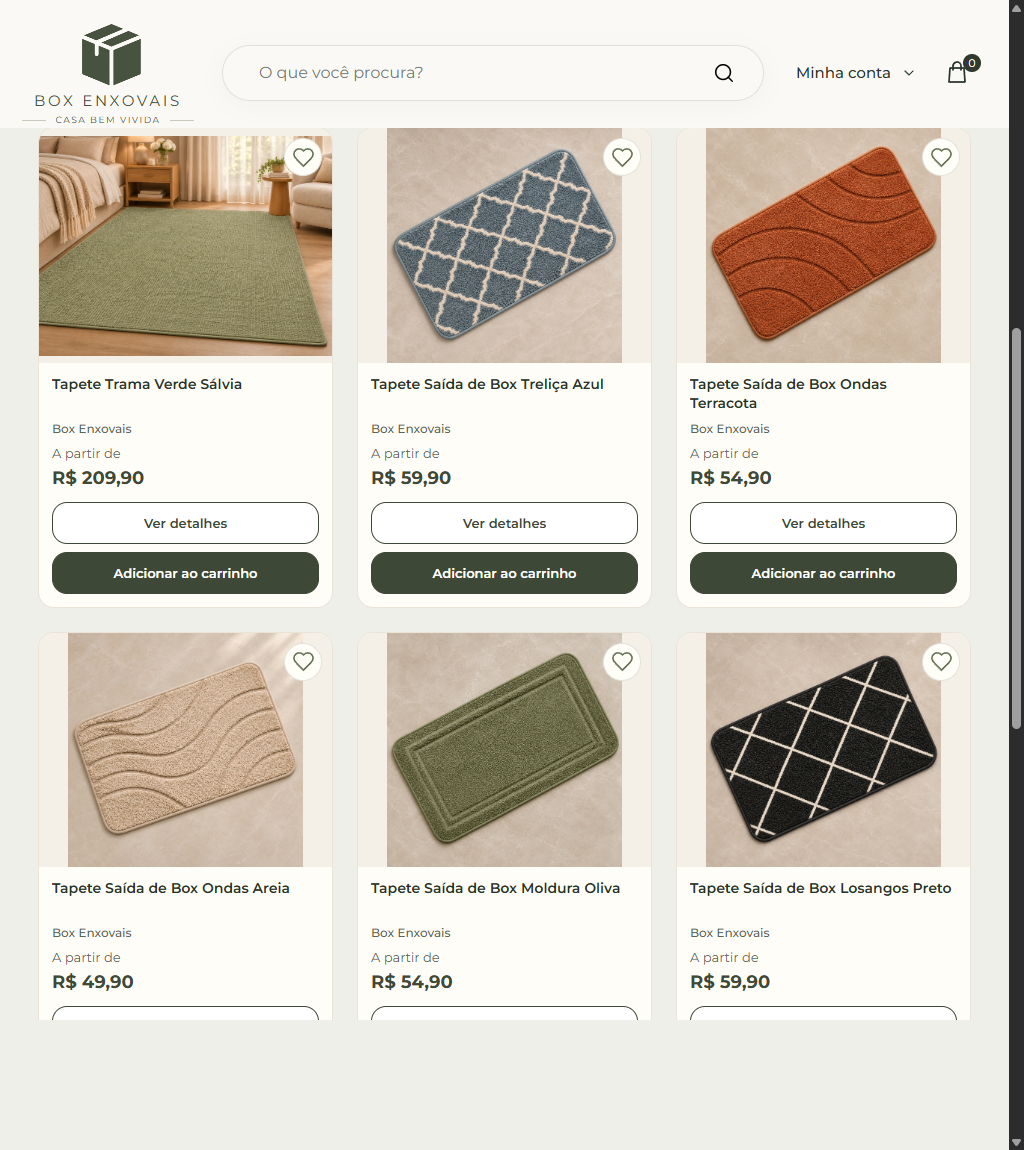 BOX ENXOVAIS
CASA BEM VIVIDA
O que você procura?
Minha conta
0
Tapete Trama Verde Sálvia
Box Enxovais
A partir de
R$ 209,90
Ver detalhes
Adicionar ao carrinho
Tapete Saída de Box Treliça Azul
Box Enxovais
A partir de
R$ 59,90
Ver detalhes
Adicionar ao carrinho
Tapete Saída de Box Ondas
Terracota
Box Enxovais
A partir de
R$ 54,90
Ver detalhes
Adicionar ao carrinho
Tapete Saída de Box Ondas Areia
Box Enxovais
A partir de
R$ 49,90
Tapete Saída de Box Moldura Oliva
Box Enxovais
A partir de
R$ 54,90
Tapete Saída de Box Losangos Preto
Box Enxovais
A partir de
R$ 59,90